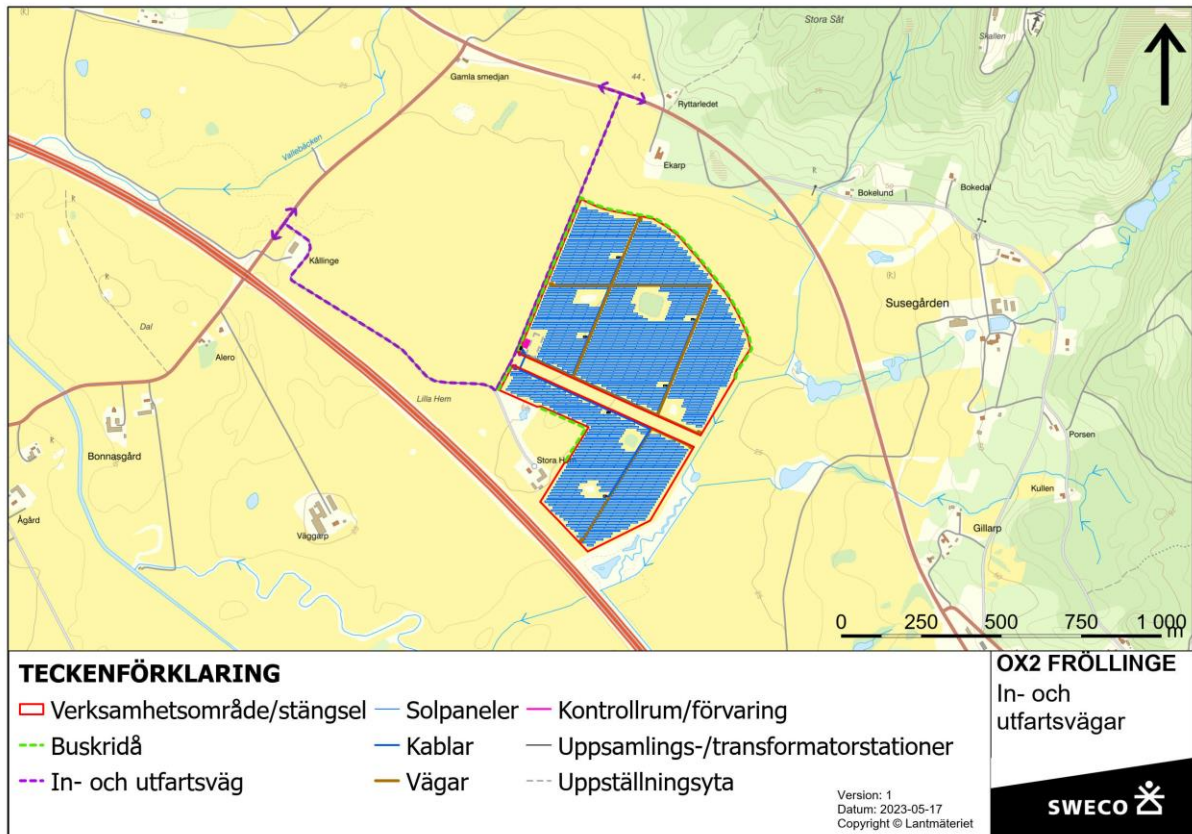 Stora Såt
Skallen
Gamla smedjan
44
Ryttarledet
Vallebäcken
Ekarp
Bokelund
Bokedal
Kållinge
Susegården
Dal
Alero
Lilla Hem
Bonnasgård
Stora H
Porsen
Kullen
Ågård
Väggarp
Gillarp
0 250 500 750 1 000
m
TECKENFÖRKLARING
Verksamhetsområde/stängsel
Solpaneler
Kontrollrum/förvaring
Buskridå
Kablar
Uppsamlings-/transformatorstationer
In- och utfartsväg
Vägar
Uppställningsyta
Version: 1
Datum: 2023-05-17
Copyright © Lantmäteriet
OX2 FRÖLLINGE
In- och
utfartsvägar
SWECO